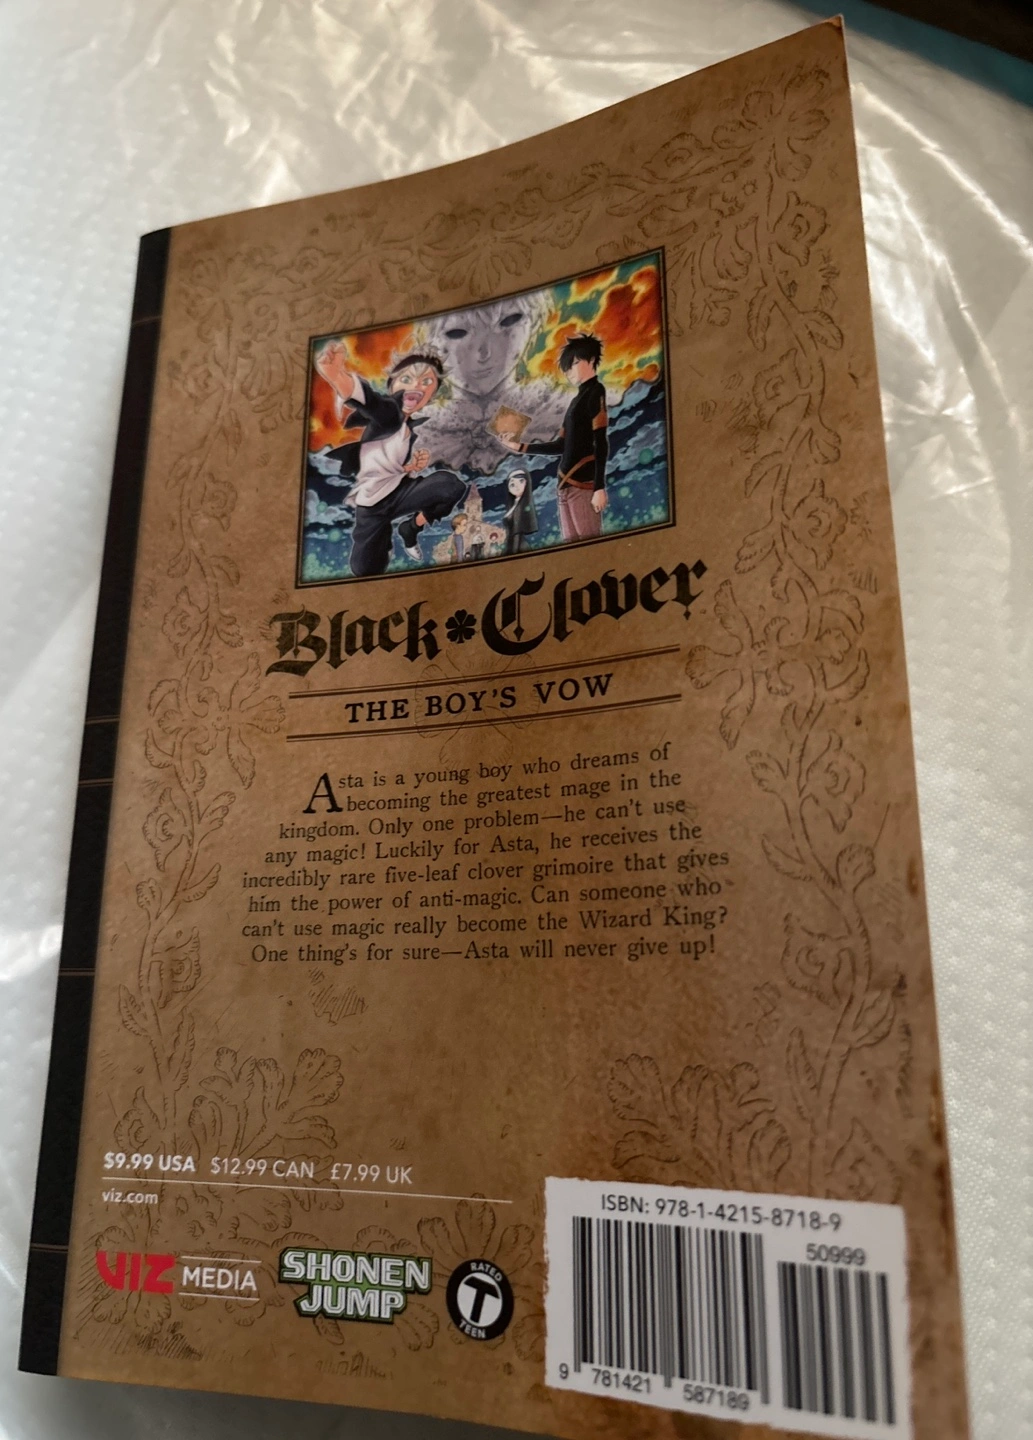 Black Clover
THE BOY'S VOW
Asta is a young boy who dreams of
becoming the greatest mage in the
kingdom. Only one problem—he can't use
any magic! Luckily for Asta, he receives the
incredibly rare five-leaf clover grimoire that gives
him the power of anti-magic. Can someone who
can't use magic really become the Wizard King?
One thing's for sure—Asta will never give up!
$9.99 USA $12.99 CAN £7.99 UK
viz.com
VIZ MEDIA
SHONEN
JUMP
RATED
T
TEEN
ISBN: 978-1-4215-8718-9
50999
9 781421 587189